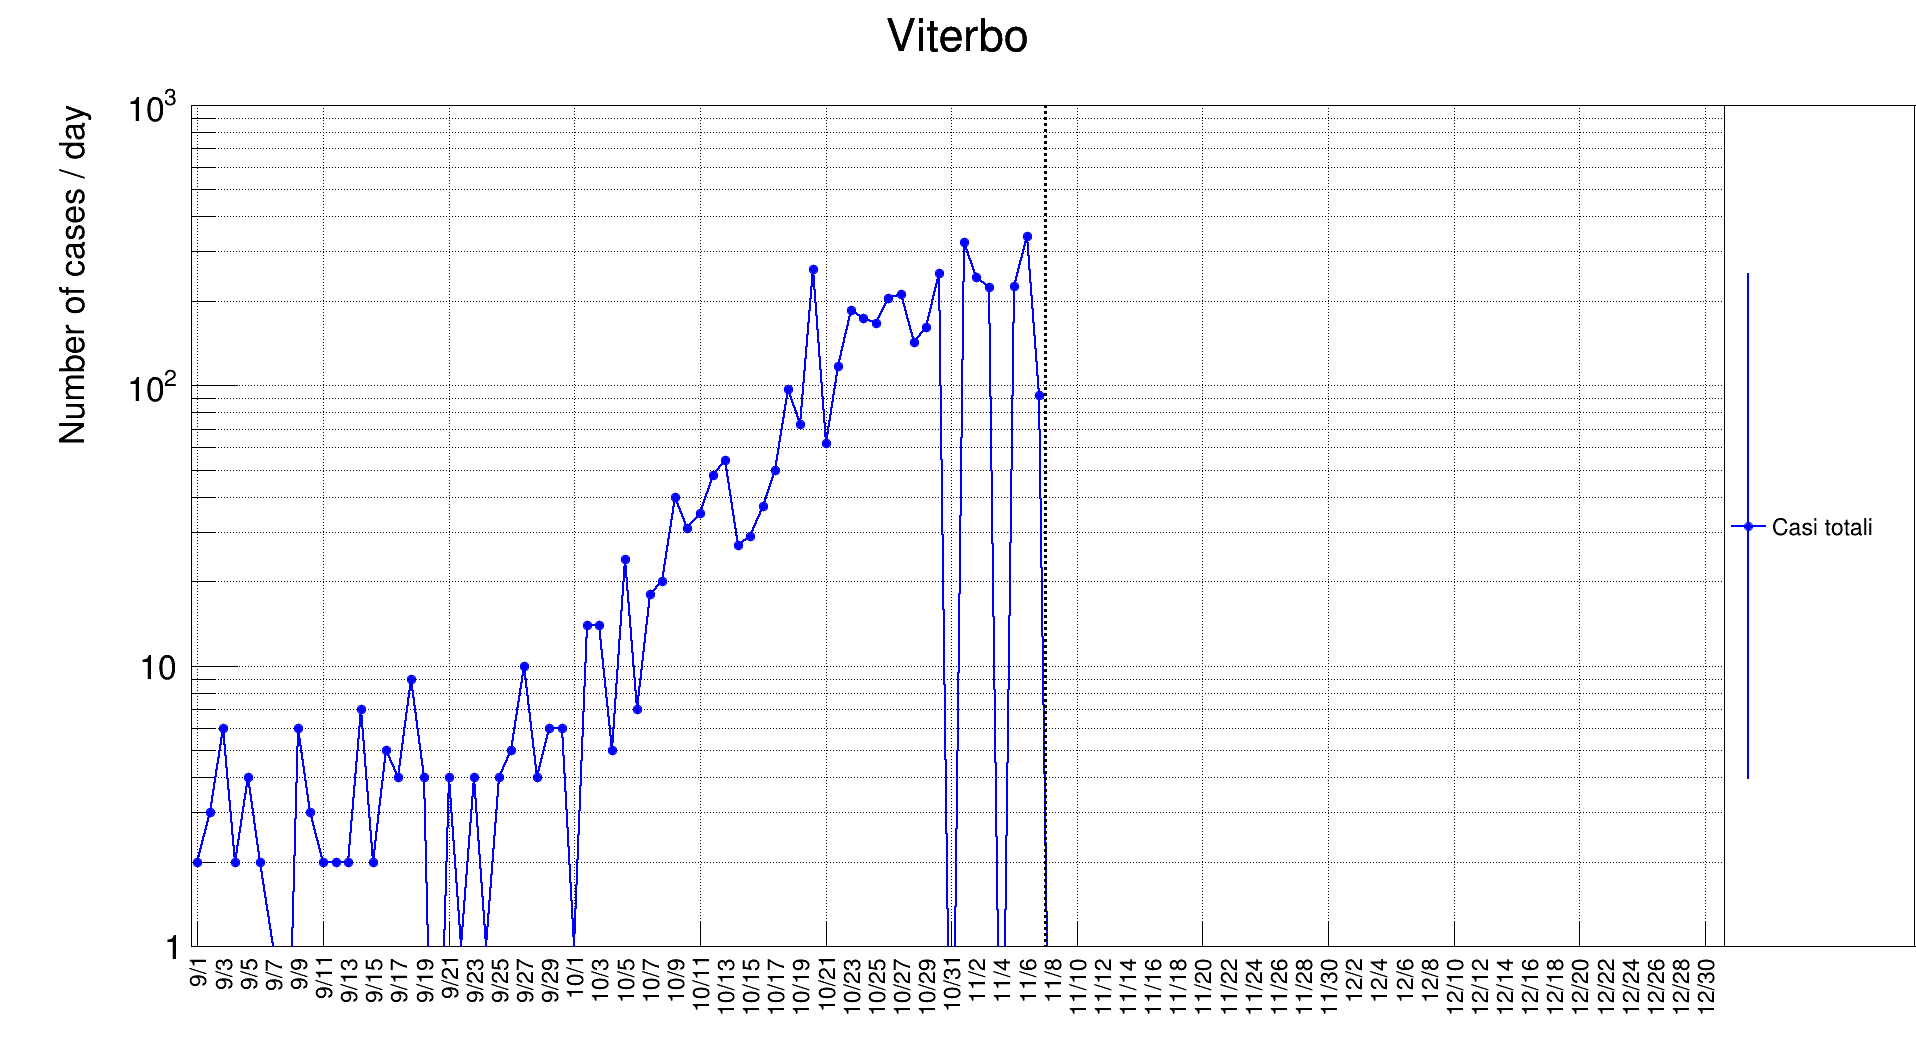 Viterbo
Number of cases / day
10³
10²
10
1
9/1 9/3 9/5 9/7 9/9 9/11 9/13 9/15 9/17 9/19 9/21 9/23 9/25 9/27 9/29 10/1 10/3 10/5 10/7 10/9 10/11 10/13 10/15 10/17 10/19 10/21 10/23 10/25 10/27 10/29 10/31 11/2 11/4 11/6 11/8 11/10 11/12 11/14 11/16 11/18 11/20 11/22 11/24 11/26 11/28 11/30 12/2 12/4 12/6 12/8 12/10 12/12 12/14 12/16 12/18 12/20 12/22 12/24 12/26 12/28 12/30
Casi totali